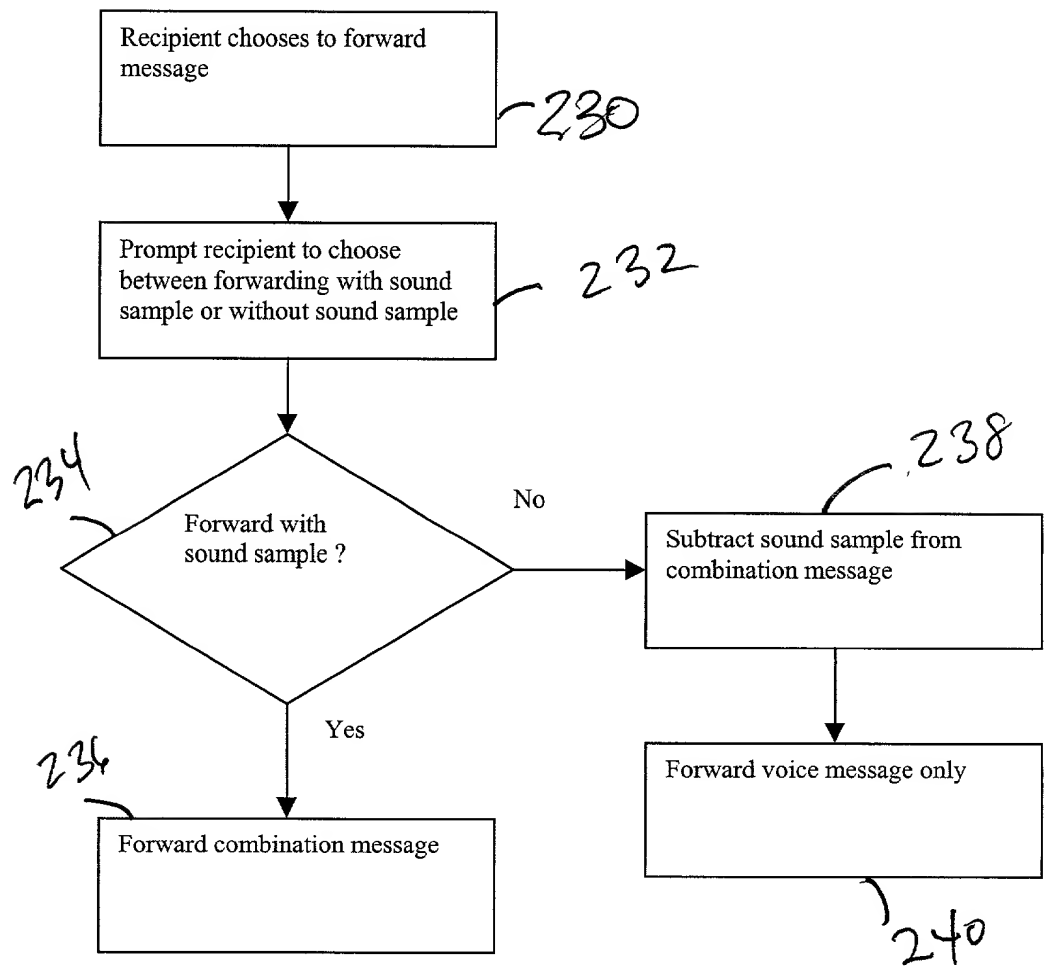 Recipient chooses to forward
message
230
Prompt recipient to choose
between forwarding with sound
sample or without sound sample
232
234
Forward with
sound sample ?
No
238
Subtract sound sample from
combination message
Yes
236
Forward combination message
Forward voice message only
240